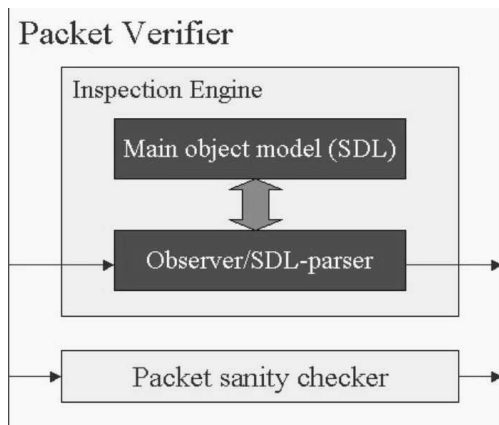 Packet Verifier
Inspection Engine
Main object model (SDL)
Observer/SDL-parser
Packet sanity checker